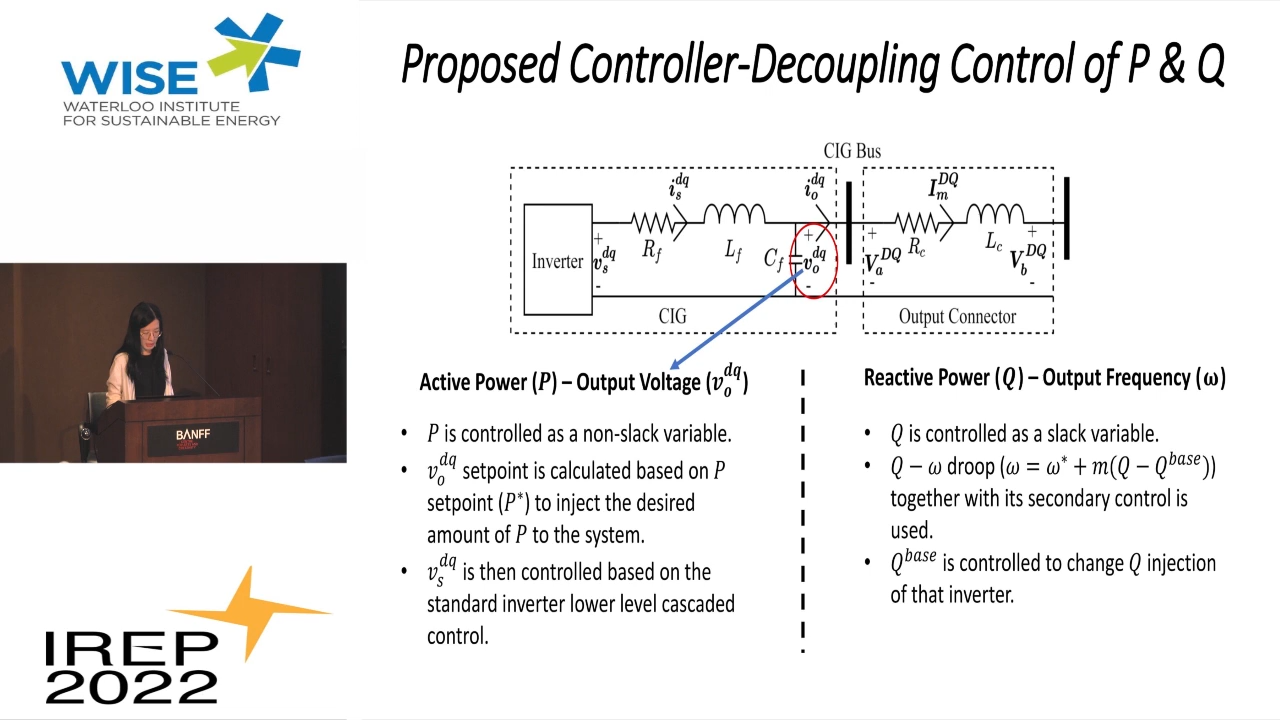 WISE
WATERLOO INSTITUTE
FOR SUSTAINABLE ENERGY
Proposed Controller-Decoupling Control of P & Q
CIG Bus
i_s^{dq}
i_o^{dq}
I_m^{DQ}
+
R_f
L_f
+
+
R_c
L_c
+
Inverter
v_s^{dq}
C_f
v_o^{dq}
V_a^{DQ}
V_b^{DQ}
-
-
-
-
CIG
Output Connector
Active Power (P) – Output Voltage (v_o^{dq})
• P is controlled as a non-slack variable.
• v_o^{dq} setpoint is calculated based on P
setpoint (P*) to inject the desired
amount of P to the system.
• v_s^{dq} is then controlled based on the
standard inverter lower level cascaded
control.
Reactive Power (Q) – Output Frequency (ω)
• Q is controlled as a slack variable.
• Q − ω droop (ω = ω* + m(Q − Q^{base}))
together with its secondary control is
used.
• Q^{base} is controlled to change Q injection
of that inverter.
BANFF
IREP
2022